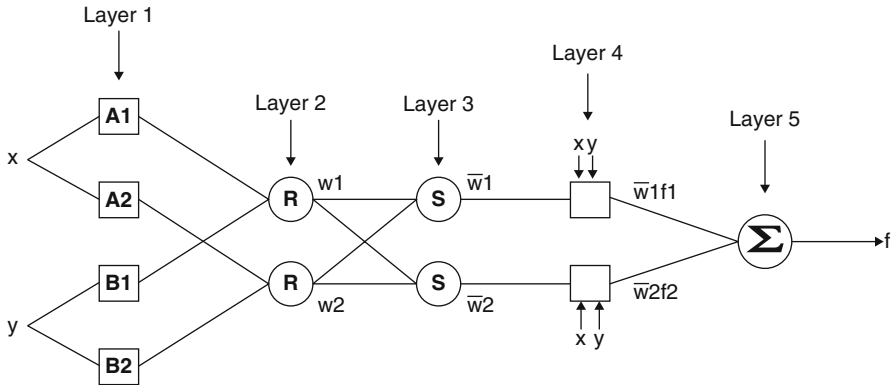 Layer 1
Layer 2
Layer 3
Layer 4
Layer 5
x
y
A1
A2
B1
B2
R
R
w1
w2
S
S
w̅1
w̅2
x y
x y
w̅1f1
w̅2f2
Σ
f